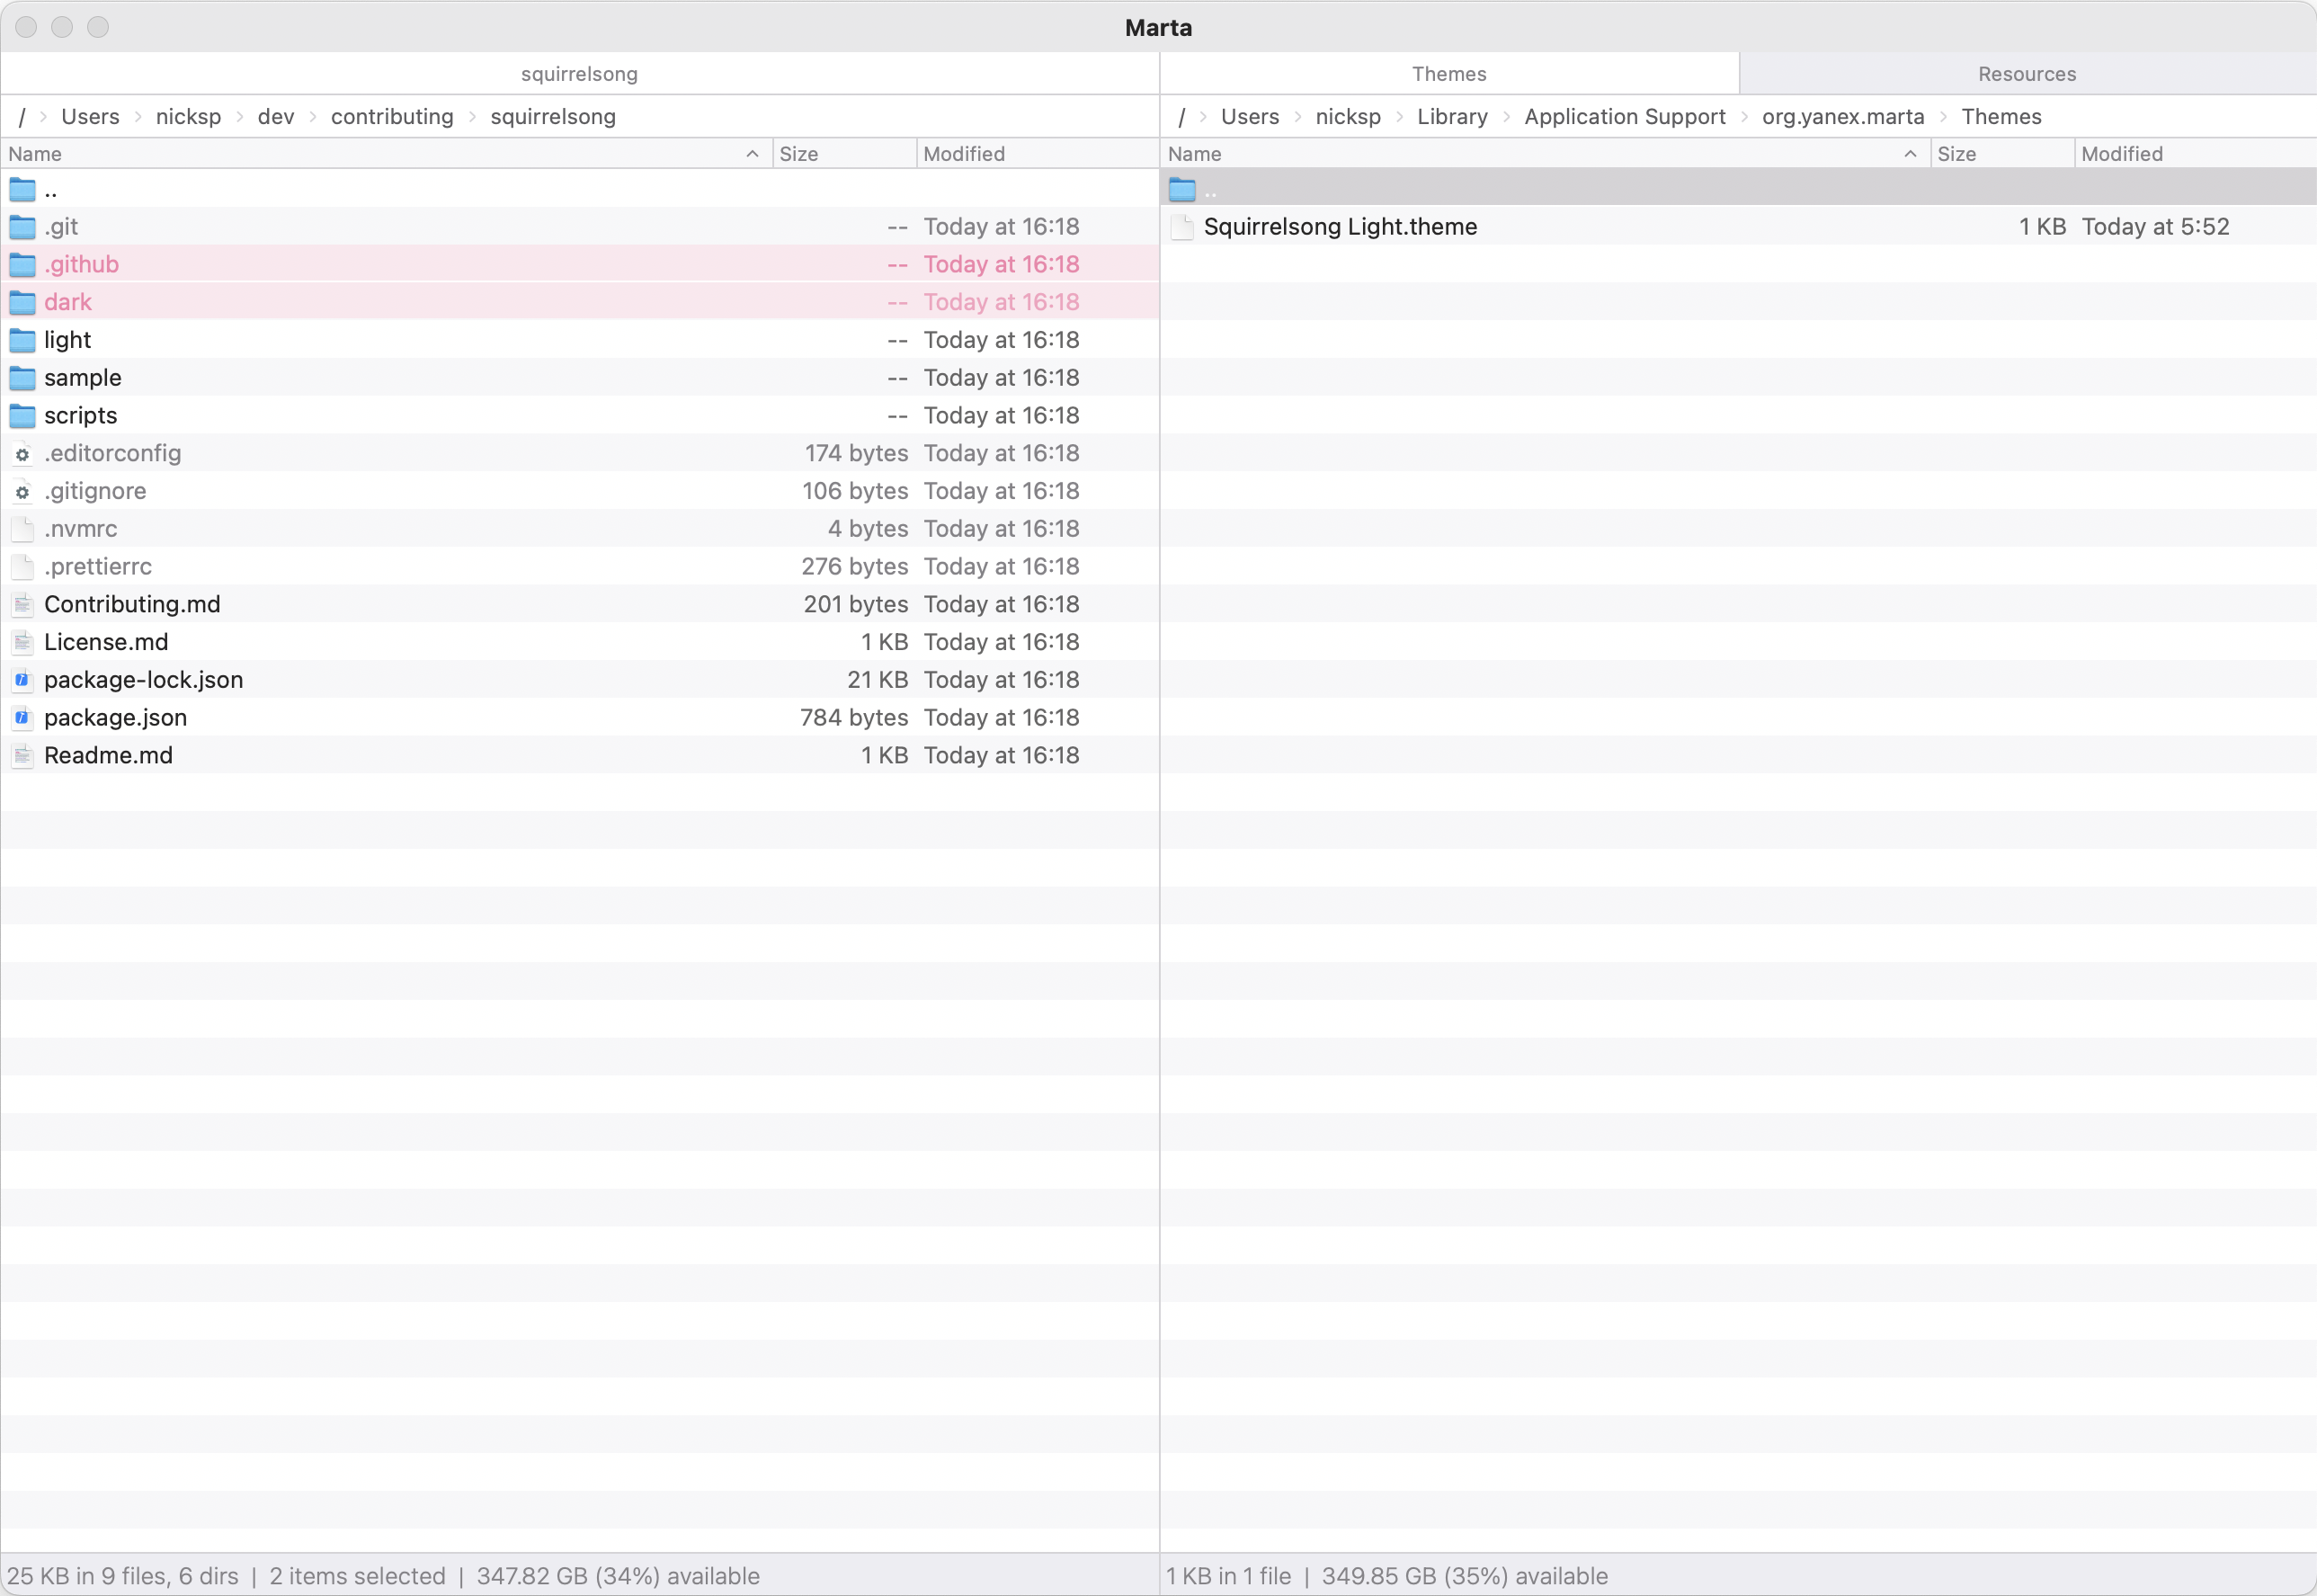 Marta
squirrelsong
/ Users nicksp dev contributing squirrelsong
Name Size Modified
..
.git -- Today at 16:18
.github -- Today at 16:18
dark -- Today at 16:18
light -- Today at 16:18
sample -- Today at 16:18
scripts -- Today at 16:18
.editorconfig 174 bytes Today at 16:18
.gitignore 106 bytes Today at 16:18
.nvmrc 4 bytes Today at 16:18
.prettierrc 276 bytes Today at 16:18
Contributing.md 201 bytes Today at 16:18
License.md 1 KB Today at 16:18
package-lock.json 21 KB Today at 16:18
package.json 784 bytes Today at 16:18
Readme.md 1 KB Today at 16:18
25 KB in 9 files, 6 dirs | 2 items selected | 347.82 GB (34%) available
Themes Resources
/ Users nicksp Library Application Support org.yanex.marta Themes
Name Size Modified
..
Squirrelsong Light.theme 1 KB Today at 5:52
1 KB in 1 file | 349.85 GB (35%) available